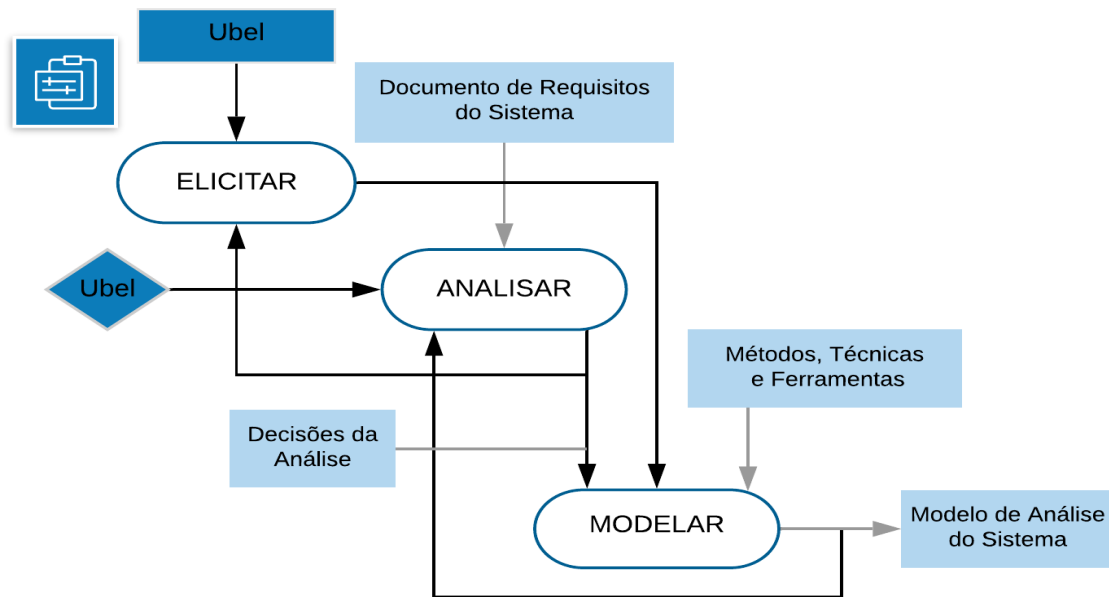 Ubel
Documento de Requisitos
do Sistema
ELICITAR
Ubel
ANALISAR
Métodos, Técnicas
e Ferramentas
Decisões da
Análise
MODELAR
Modelo de Análise
do Sistema